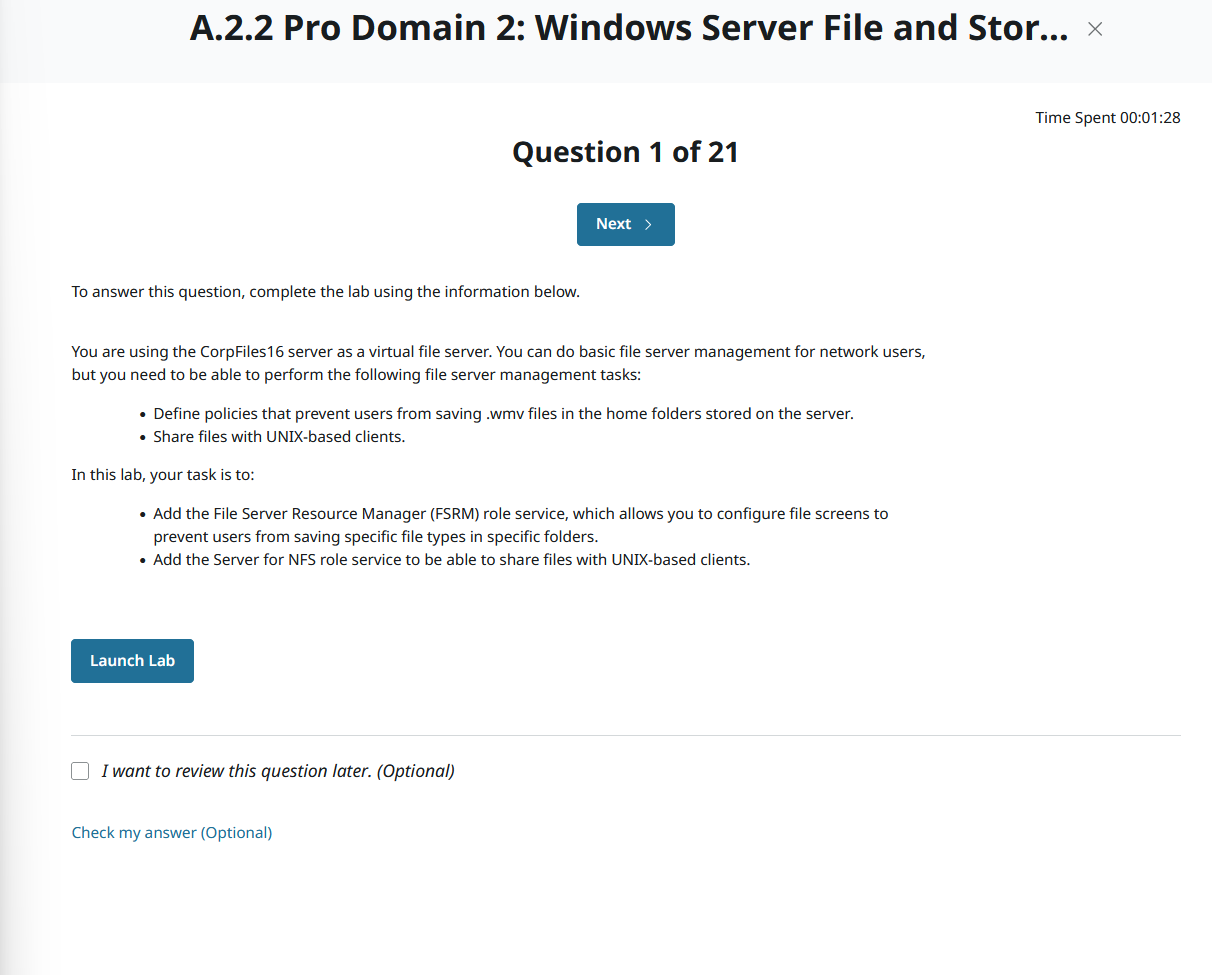 A.2.2 Pro Domain 2: Windows Server File and Stor...
Time Spent 00:01:28
Question 1 of 21
Next
To answer this question, complete the lab using the information below.
You are using the CorpFiles16 server as a virtual file server. You can do basic file server management for network users,
but you need to be able to perform the following file server management tasks:
• Define policies that prevent users from saving .wmv files in the home folders stored on the server.
• Share files with UNIX-based clients.
In this lab, your task is to:
• Add the File Server Resource Manager (FSRM) role service, which allows you to configure file screens to
prevent users from saving specific file types in specific folders.
• Add the Server for NFS role service to be able to share files with UNIX-based clients.
Launch Lab
I want to review this question later. (Optional)
Check my answer (Optional)